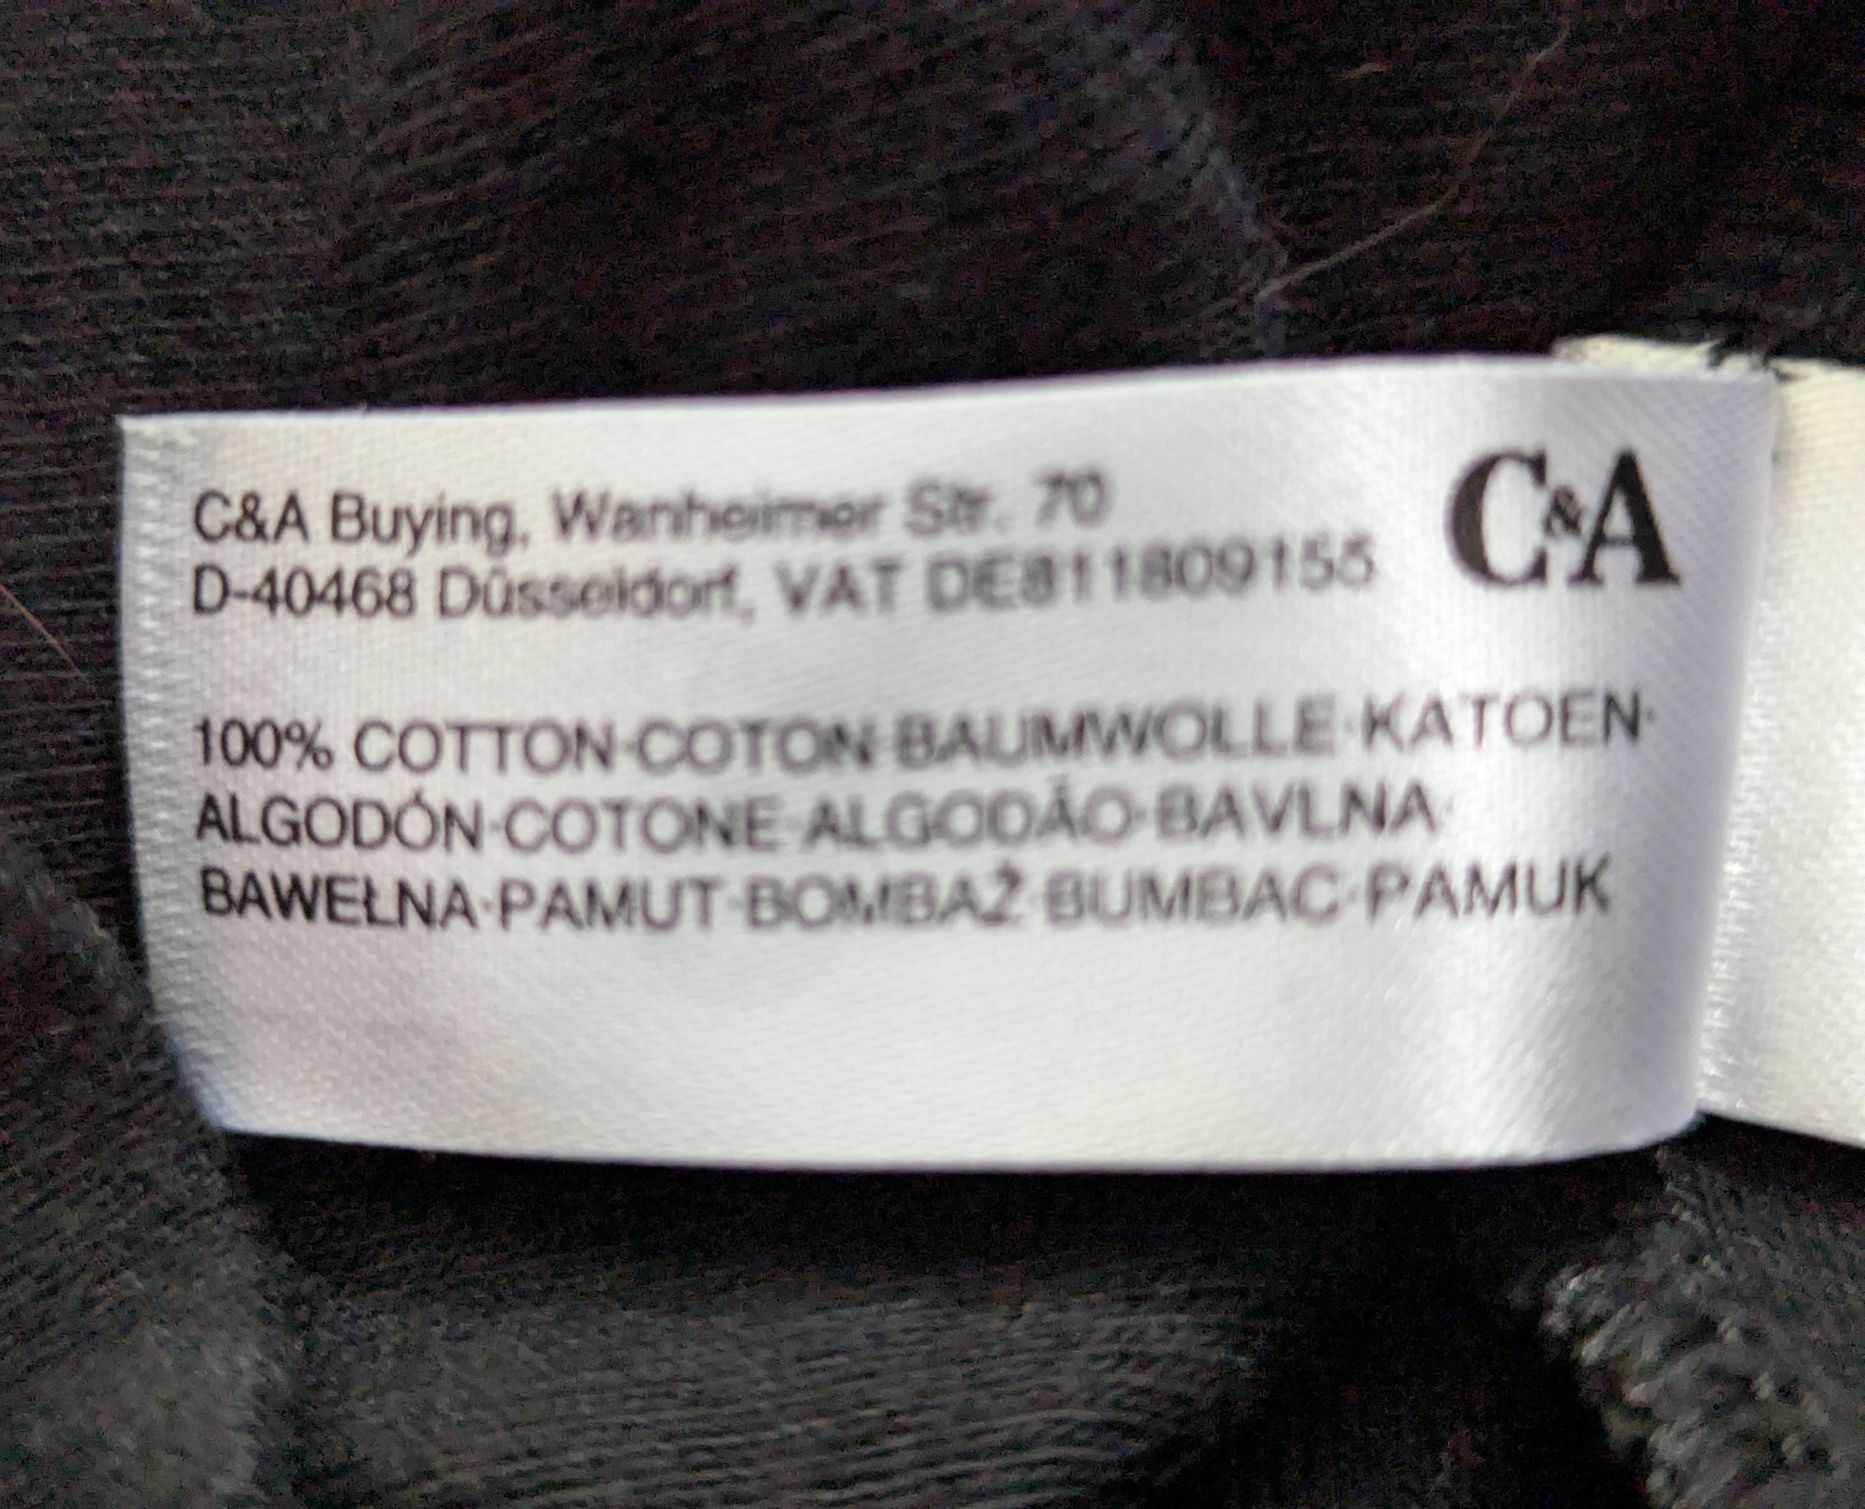 C&A Buying, Wanheimer Str. 70
D-40468 Düsseldorf, VAT DE811809155
C&A
100% COTTON·COTON·BAUMWOLLE·KATOEN·
ALGODÓN·COTONE·ALGODÃO·BAVLNA·
BAWEŁNA·PAMUT·BOMBAŽ·BUMBAC·PAMUK